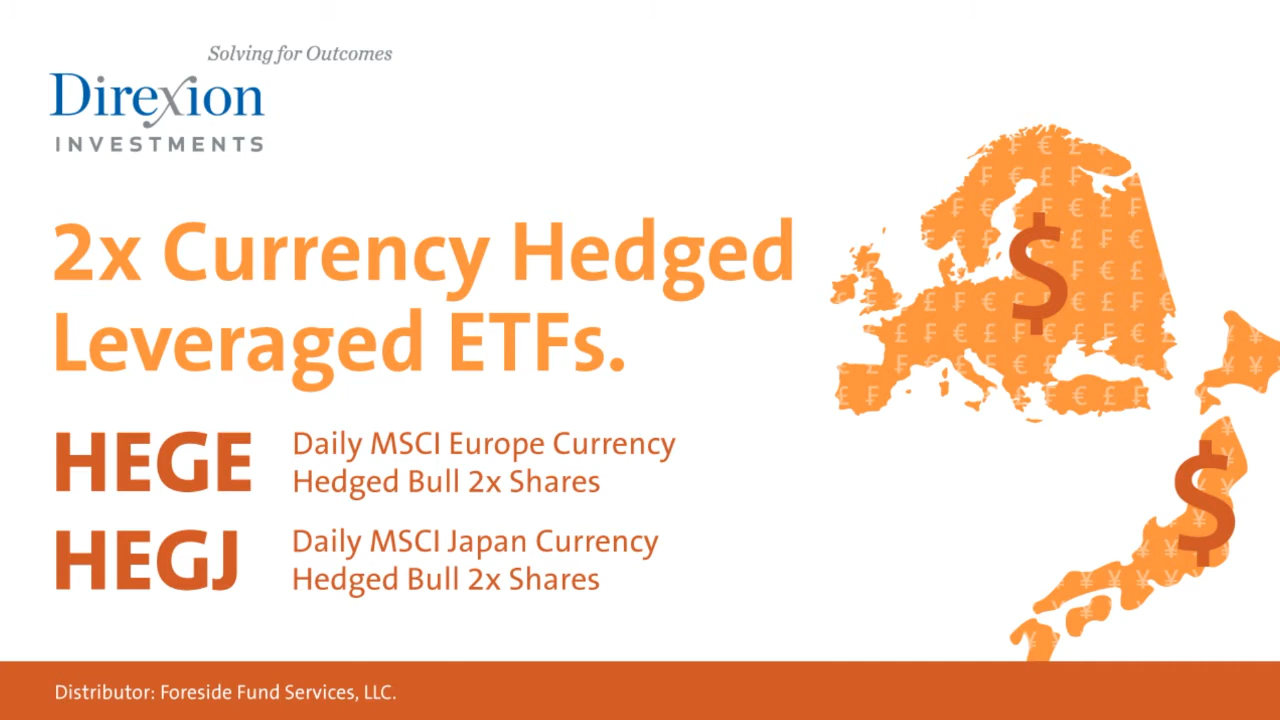 Solving for Outcomes
Direxion
INVESTMENTS
2x Currency Hedged
Leveraged ETFs.
HEGE
Daily MSCI Europe Currency
Hedged Bull 2x Shares
HEGJ
Daily MSCI Japan Currency
Hedged Bull 2x Shares
$
$
Distributor: Foreside Fund Services, LLC.